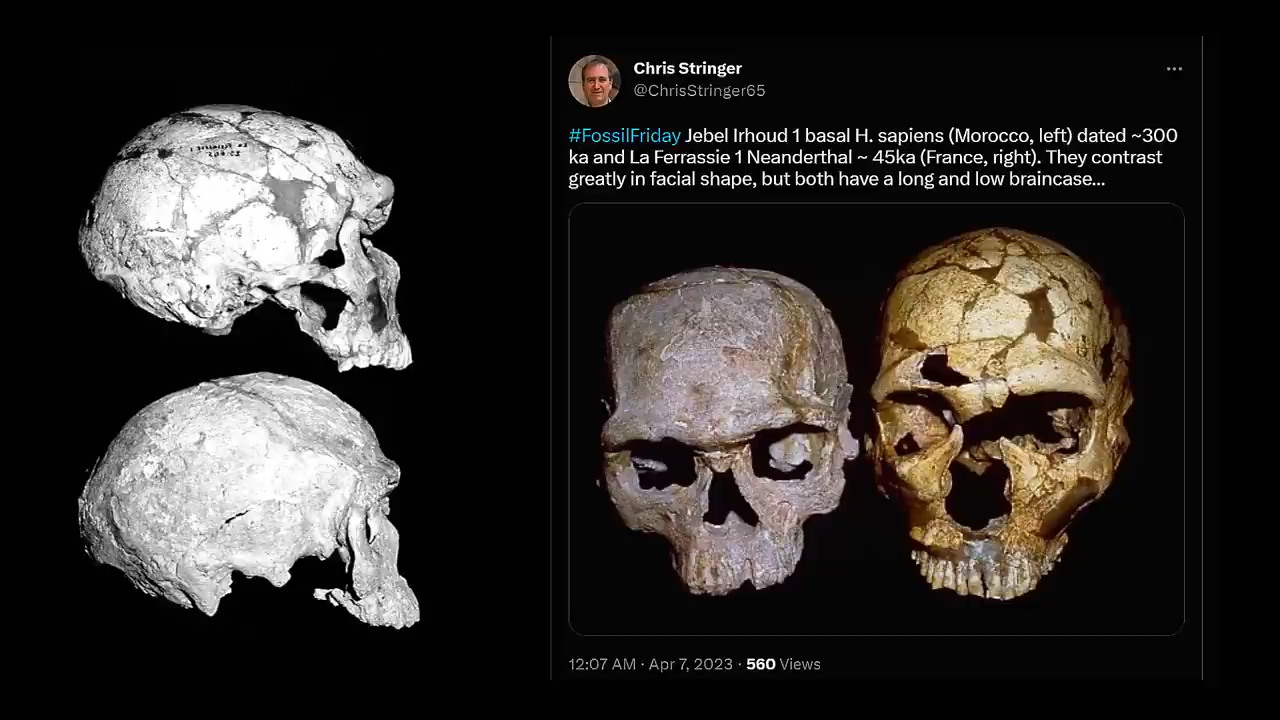 Chris Stringer
@ChrisStringer65
#FossilFriday Jebel Irhoud 1 basal H. sapiens (Morocco, left) dated ~300
ka and La Ferrassie 1 Neanderthal ~ 45ka (France, right). They contrast
greatly in facial shape, but both have a long and low braincase...
12:07 AM · Apr 7, 2023 · 560 Views